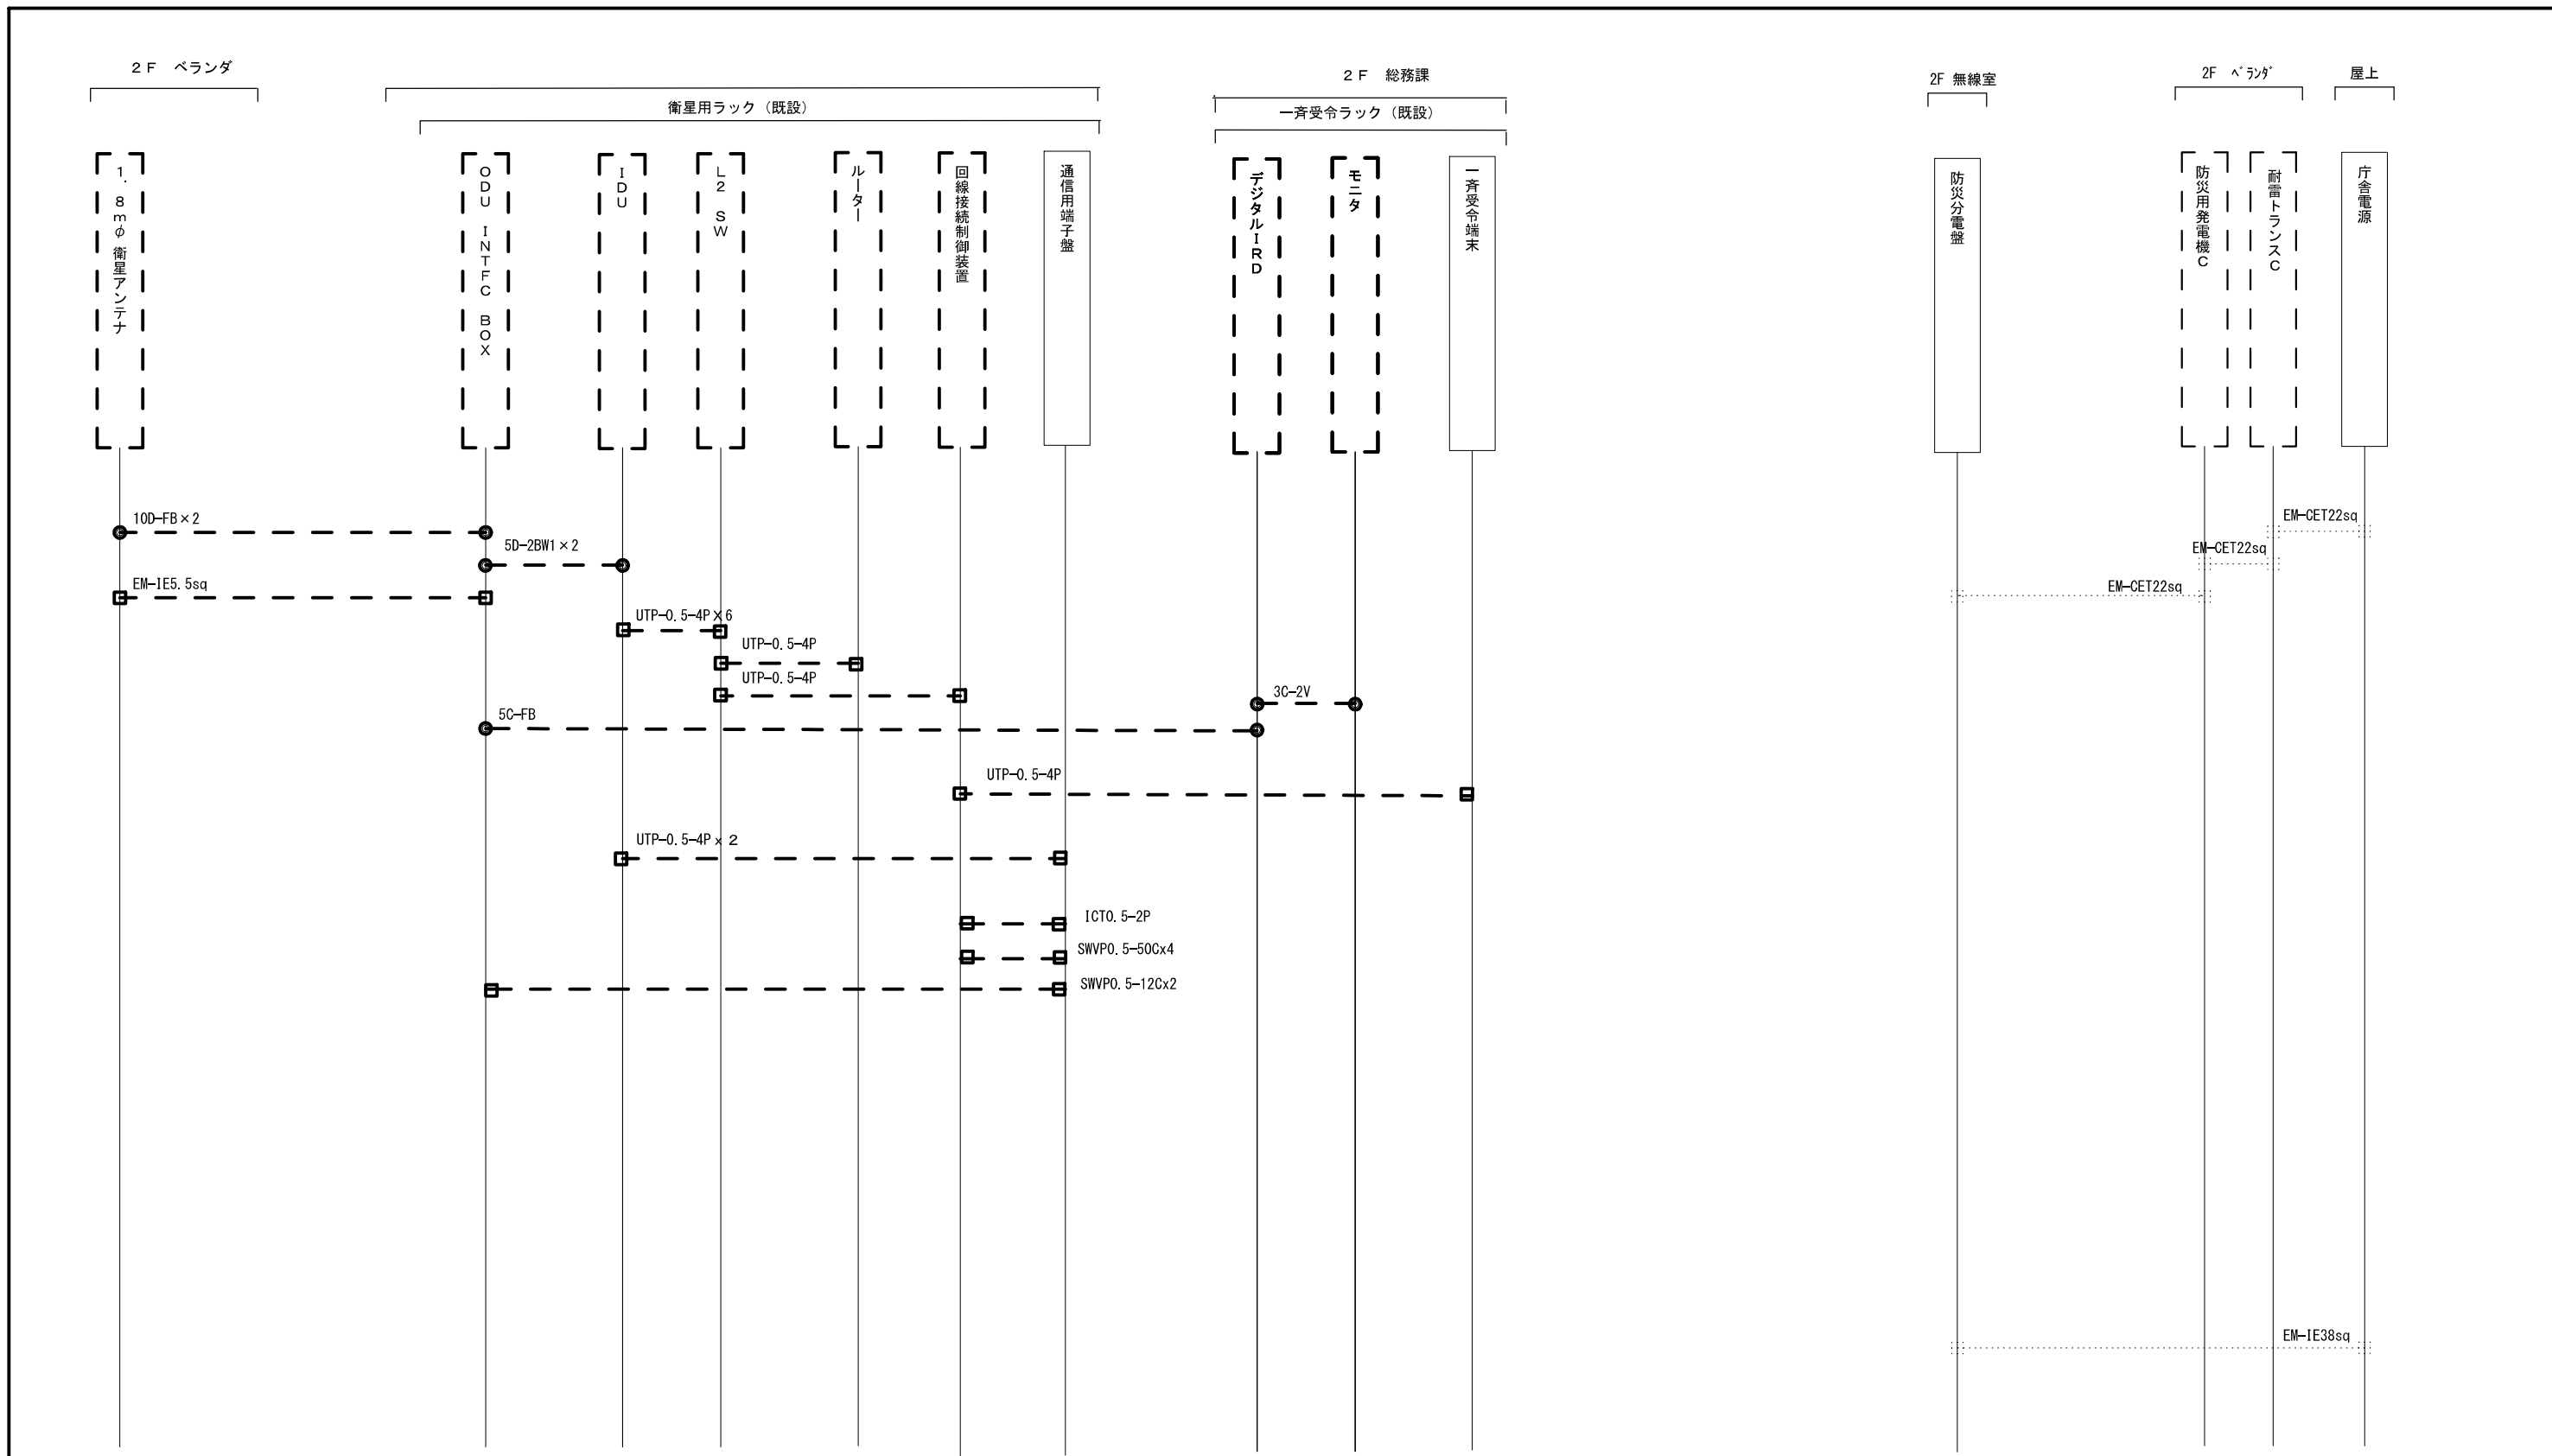 ２Ｆ　ベランダ
衛星用ラック（既設）
２Ｆ　総務課
一斉受令ラック（既設）
2F 無線室
2F ﾍﾞﾗﾝﾀﾞ
屋上
１．８ｍφ衛星アンテナ
ＯＤＵ　ＩＮＴＦＣ　ＢＯＸ
ＩＤＵ
Ｌ２　ＳＷ
ルーター
回線接続制御装置
通信用端子盤
デジタルＩＲＤ
モニタ
一斉受令端末
防災分電盤
防災用発電機Ｃ
耐雷トランスＣ
庁舎電源
10D-FB×2
EM-CET22sq
5D-2BW1×2
EM-CET22sq
EM-IE5.5sq
EM-CET22sq
UTP-0.5-4P×6
UTP-0.5-4P
UTP-0.5-4P
3C-2V
5C-FB
UTP-0.5-4P
UTP-0.5-4P×２
ICT0.5-2P
SWVP0.5-50Cx4
SWVP0.5-12Cx2
EM-IE38sq